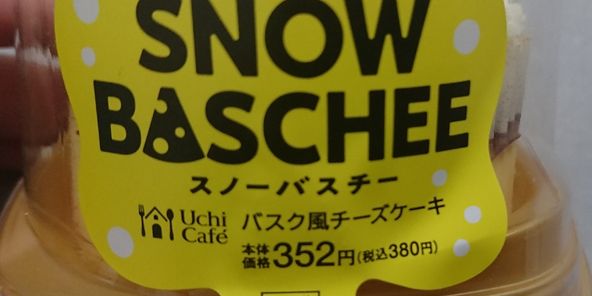 SNOW
BASCHEE
スノーバスチー
Uchi Café
バスク風チーズケーキ
本体価格352円(税込380円)